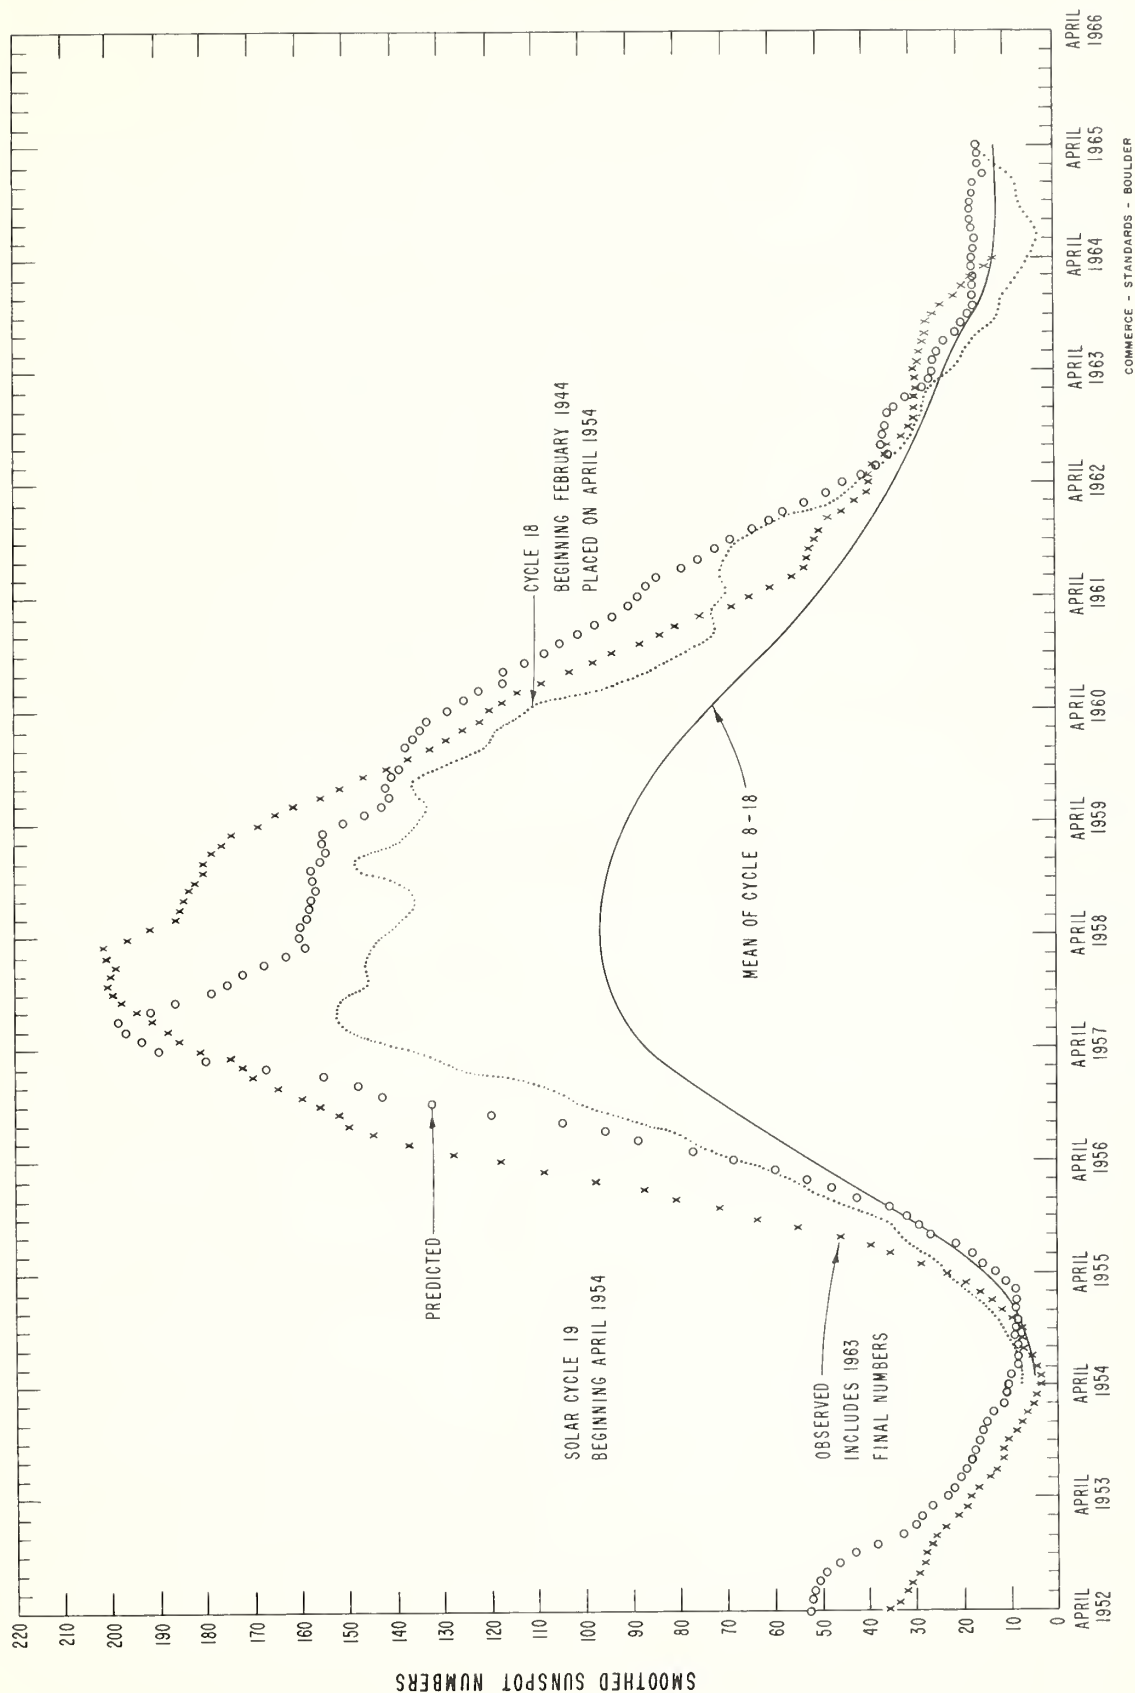 SMOOTHED SUNSPOT NUMBERS
220
210
200
190
180
170
160
150
140
130
120
110
100
90
80
70
60
50
40
30
20
10
0
PREDICTED
SOLAR CYCLE 19
BEGINNING APRIL 1954
OBSERVED
INCLUDES 1963
FINAL NUMBERS
MEAN OF CYCLE 8-18
CYCLE 18
BEGINNING FEBRUARY 1944
PLACED ON APRIL 1954
APRIL
1952
APRIL
1953
APRIL
1954
APRIL
1955
APRIL
1956
APRIL
1957
APRIL
1958
APRIL
1959
APRIL
1960
APRIL
1961
APRIL
1962
APRIL
1963
APRIL
1964
APRIL
1965
APRIL
1966
COMMERCE - STANDARDS - BOULDER